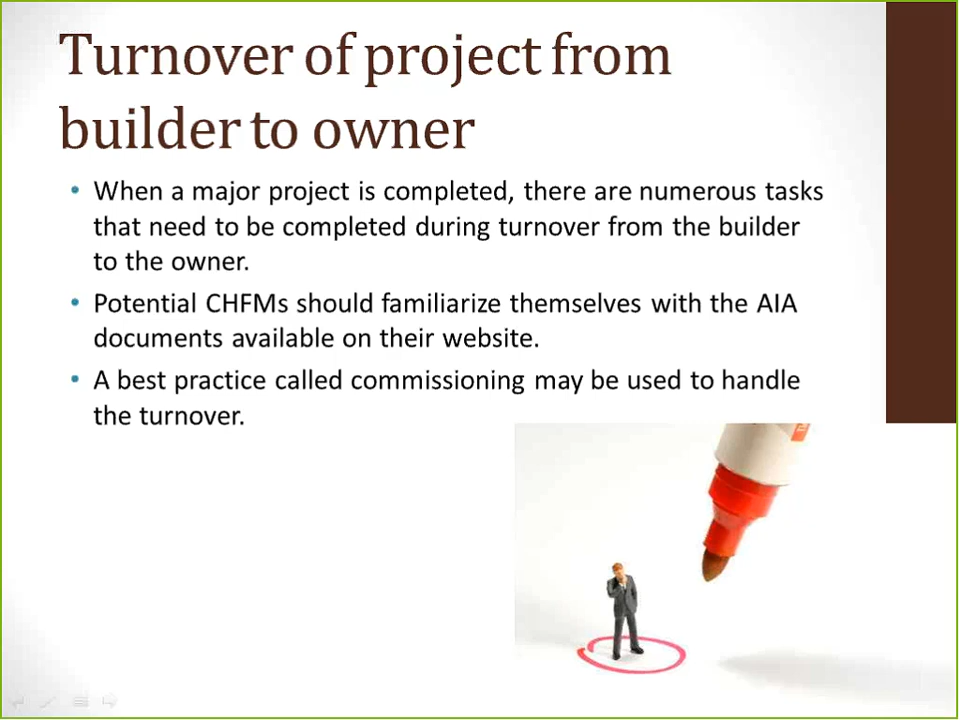 Turnover of project from
builder to owner
• When a major project is completed, there are numerous tasks
that need to be completed during turnover from the builder
to the owner.
• Potential CHFMs should familiarize themselves with the AIA
documents available on their website.
• A best practice called commissioning may be used to handle
the turnover.